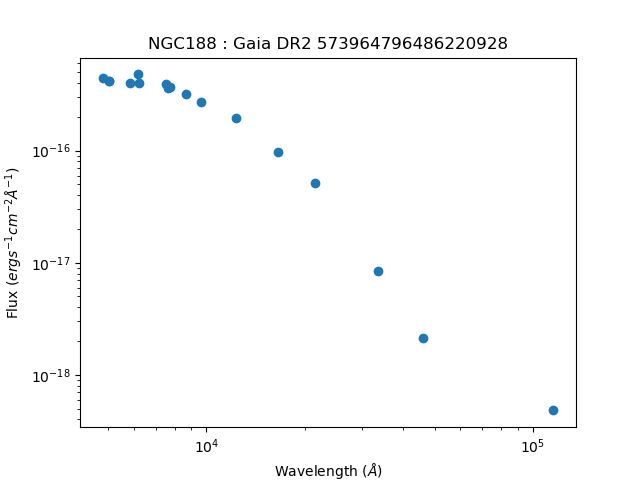 NGC188 : Gaia DR2 573964796486220928
Flux (ergs⁻¹cm⁻²Å⁻¹)
10⁻¹⁶
10⁻¹⁷
10⁻¹⁸
10⁴
10⁵
Wavelength (Å)